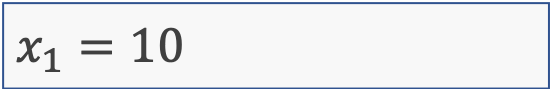 x₁ = 10